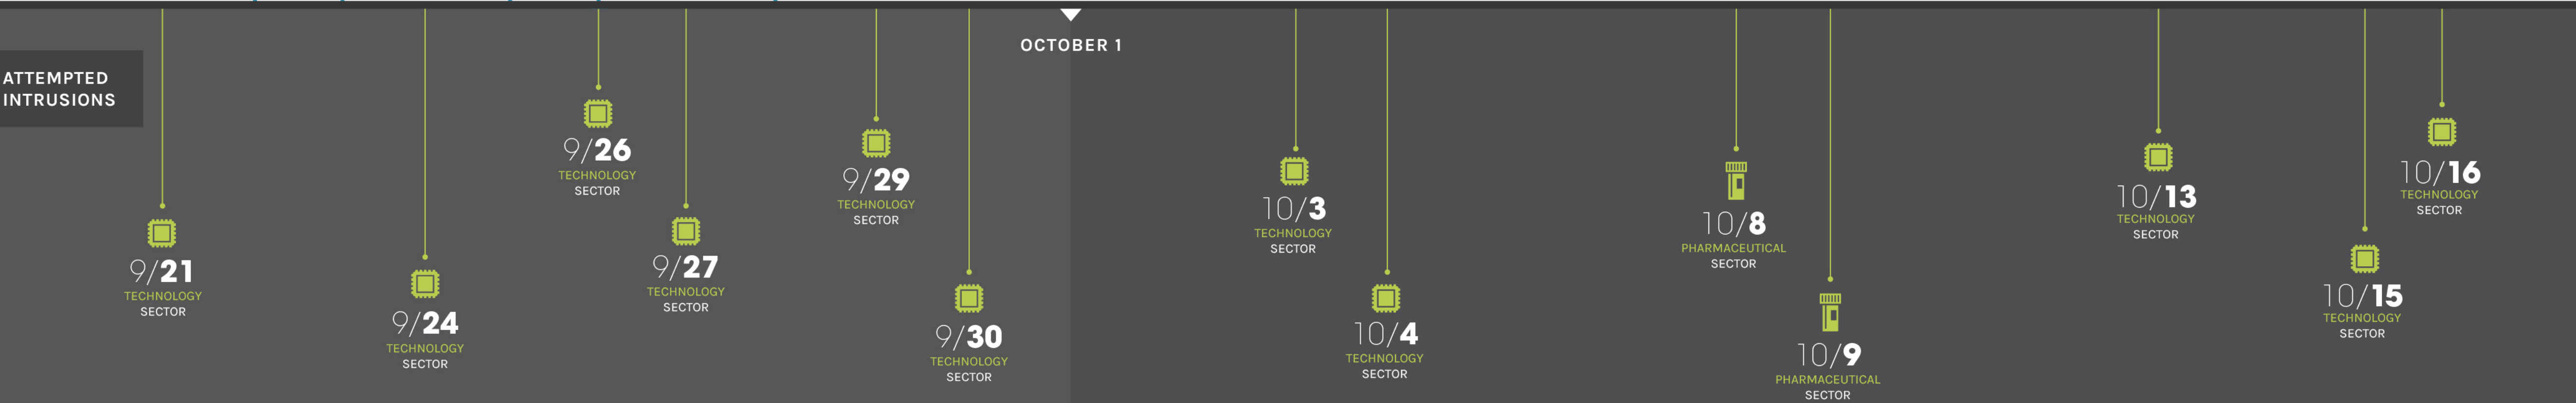 ATTEMPTED
INTRUSIONS
9/21
TECHNOLOGY
SECTOR
9/24
TECHNOLOGY
SECTOR
9/26
TECHNOLOGY
SECTOR
9/27
TECHNOLOGY
SECTOR
9/29
TECHNOLOGY
SECTOR
9/30
TECHNOLOGY
SECTOR
OCTOBER 1
10/3
TECHNOLOGY
SECTOR
10/4
TECHNOLOGY
SECTOR
10/8
PHARMACEUTICAL
SECTOR
10/9
PHARMACEUTICAL
SECTOR
10/13
TECHNOLOGY
SECTOR
10/15
TECHNOLOGY
SECTOR
10/16
TECHNOLOGY
SECTOR